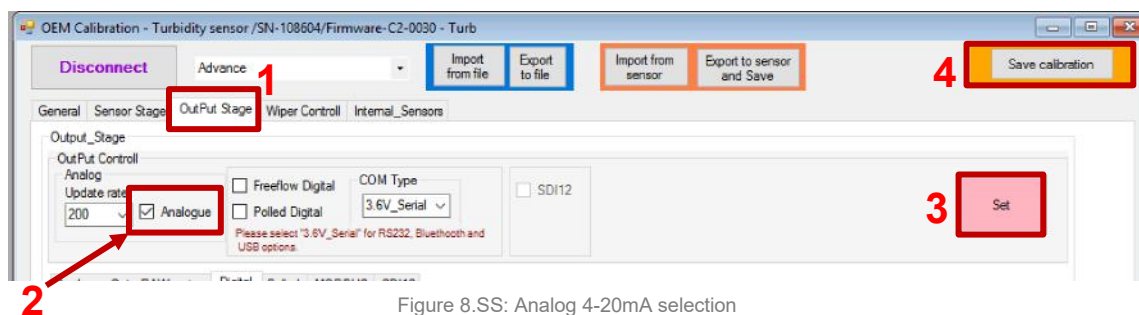 OEM Calibration - Turbidity sensor /SN-108604/Firmware-C2-0030 - Turb
Disconnect
Advance
Import from file
Export to file
Import from sensor
Export to sensor and Save
4
Save calibration
1
General Sensor Stage OutPut Stage Wiper Controll Internal_Sensors
Output_Stage
OutPut Controll
Analog
Update rate
200
Analogue
Freeflow Digital
Polled Digital
COM Type
3.6V_Serial
Please select "3.6V_Serial" for RS232, Bluethooth and
USB options.
SDI12
3
Set
2
Digital
Figure 8.SS: Analog 4-20mA selection